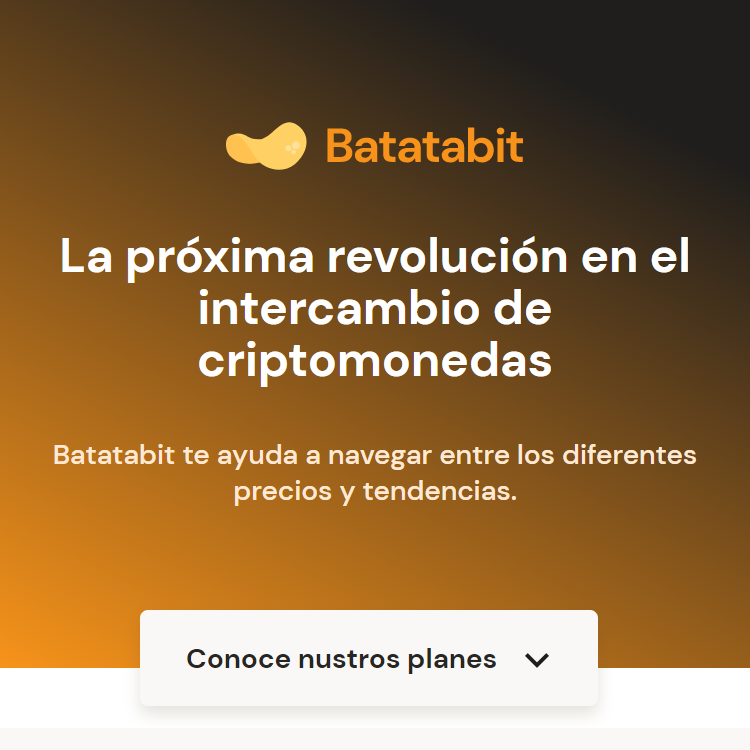 Batatabit
La próxima revolución en el
intercambio de
criptomonedas
Batatabit te ayuda a navegar entre los diferentes
precios y tendencias.
Conoce nustros planes